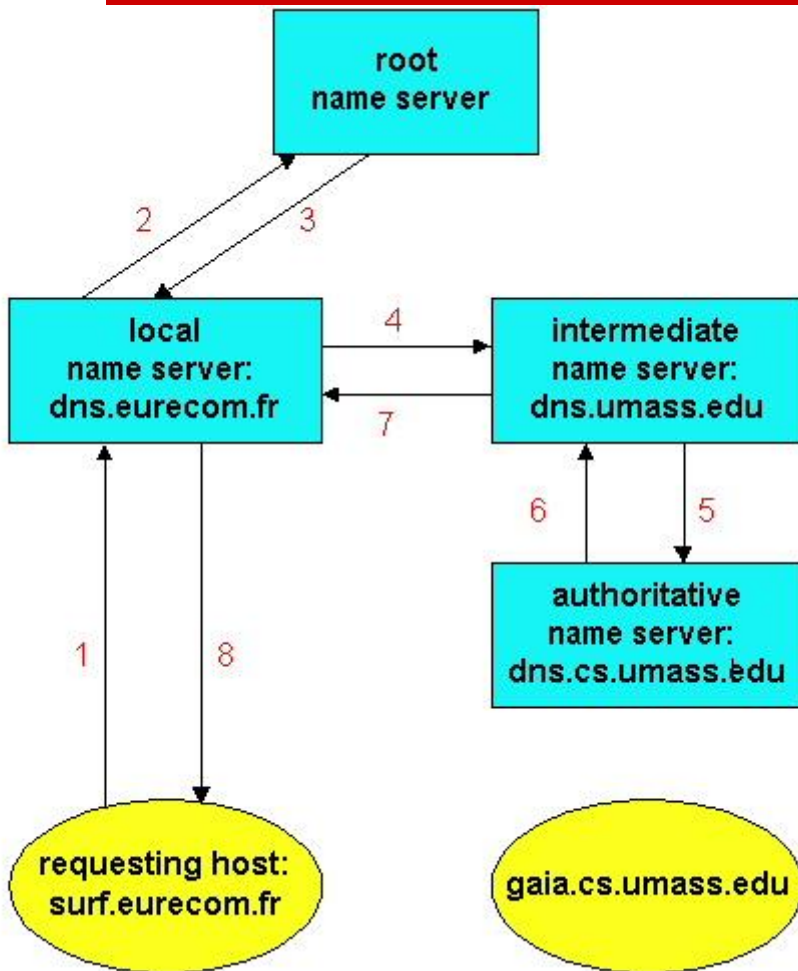 root
name server
2
3
local
name server:
dns.eurecom.fr
4
7
intermediate
name server:
dns.umass.edu
6
5
authoritative
name server:
dns.cs.umass.edu
1
8
requesting host:
surf.eurecom.fr
gaia.cs.umass.edu